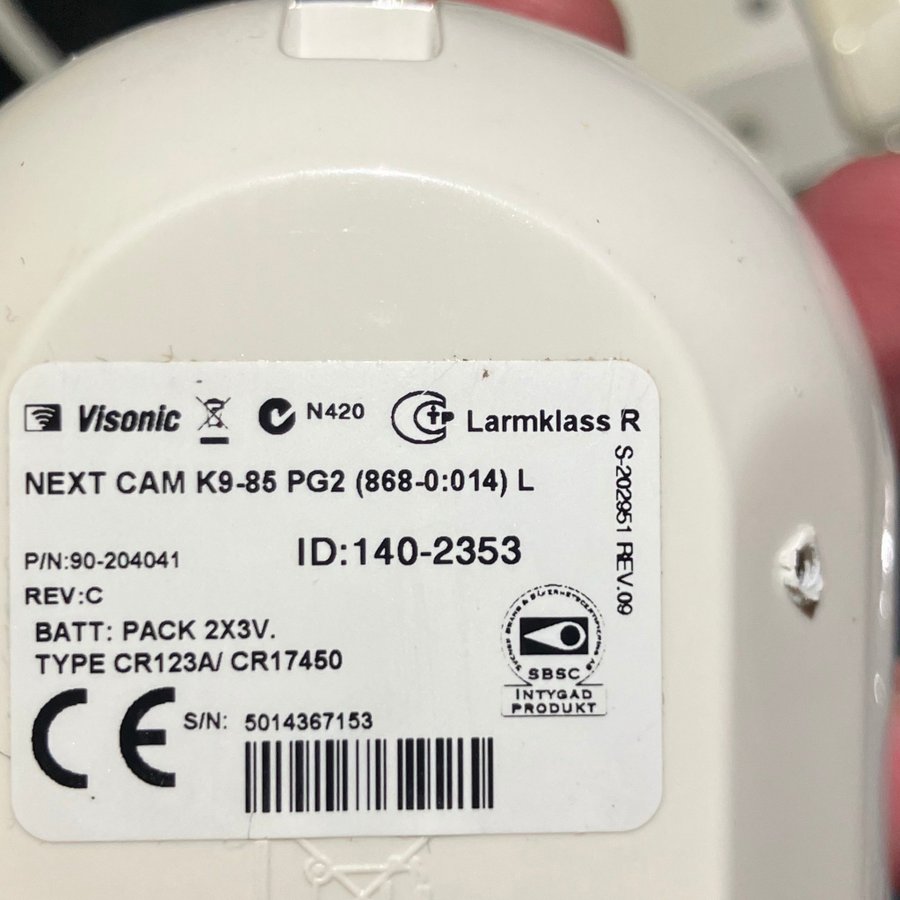 Visonic N420 Larmklass R
NEXT CAM K9-85 PG2 (868-0:014) L
S-202951 REV.09
P/N:90-204041 ID:140-2353
REV:C
BATT: PACK 2X3V.
TYPE CR123A/ CR17450
SBSC
INTYGAD
PRODUKT
CE S/N: 5014367153